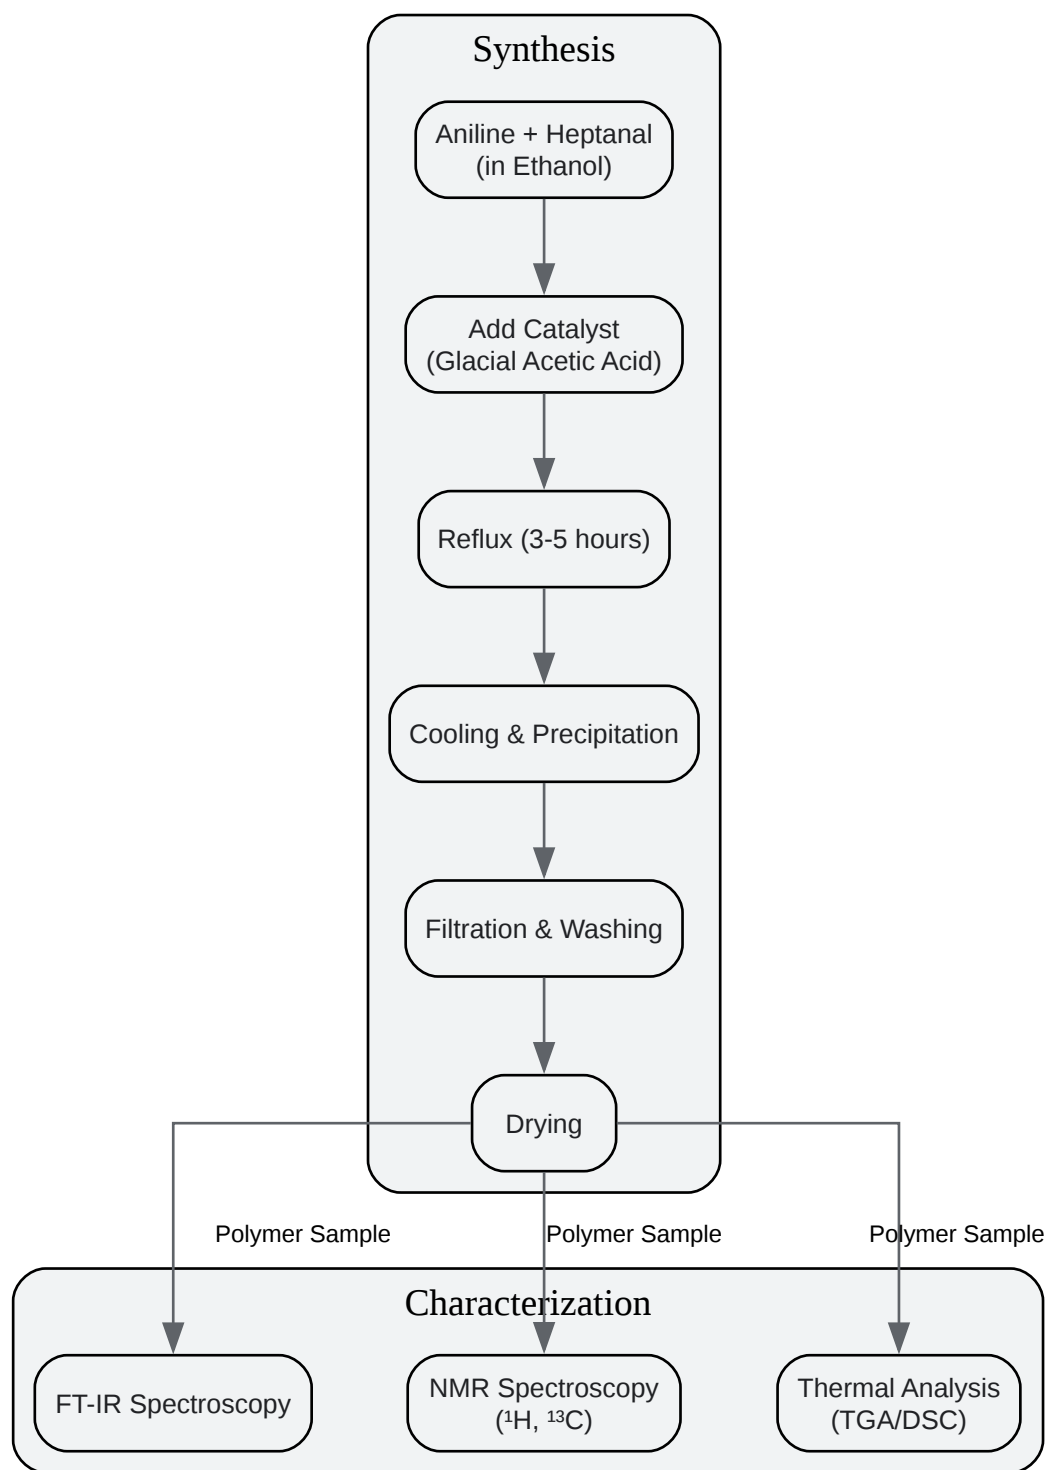 Synthesis
Aniline + Heptanal
(in Ethanol)
Add Catalyst
(Glacial Acetic Acid)
Reflux (3-5 hours)
Cooling & Precipitation
Filtration & Washing
Drying
Polymer Sample
Polymer Sample
Polymer Sample
Characterization
FT-IR Spectroscopy
NMR Spectroscopy
(¹H, ¹³C)
Thermal Analysis
(TGA/DSC)